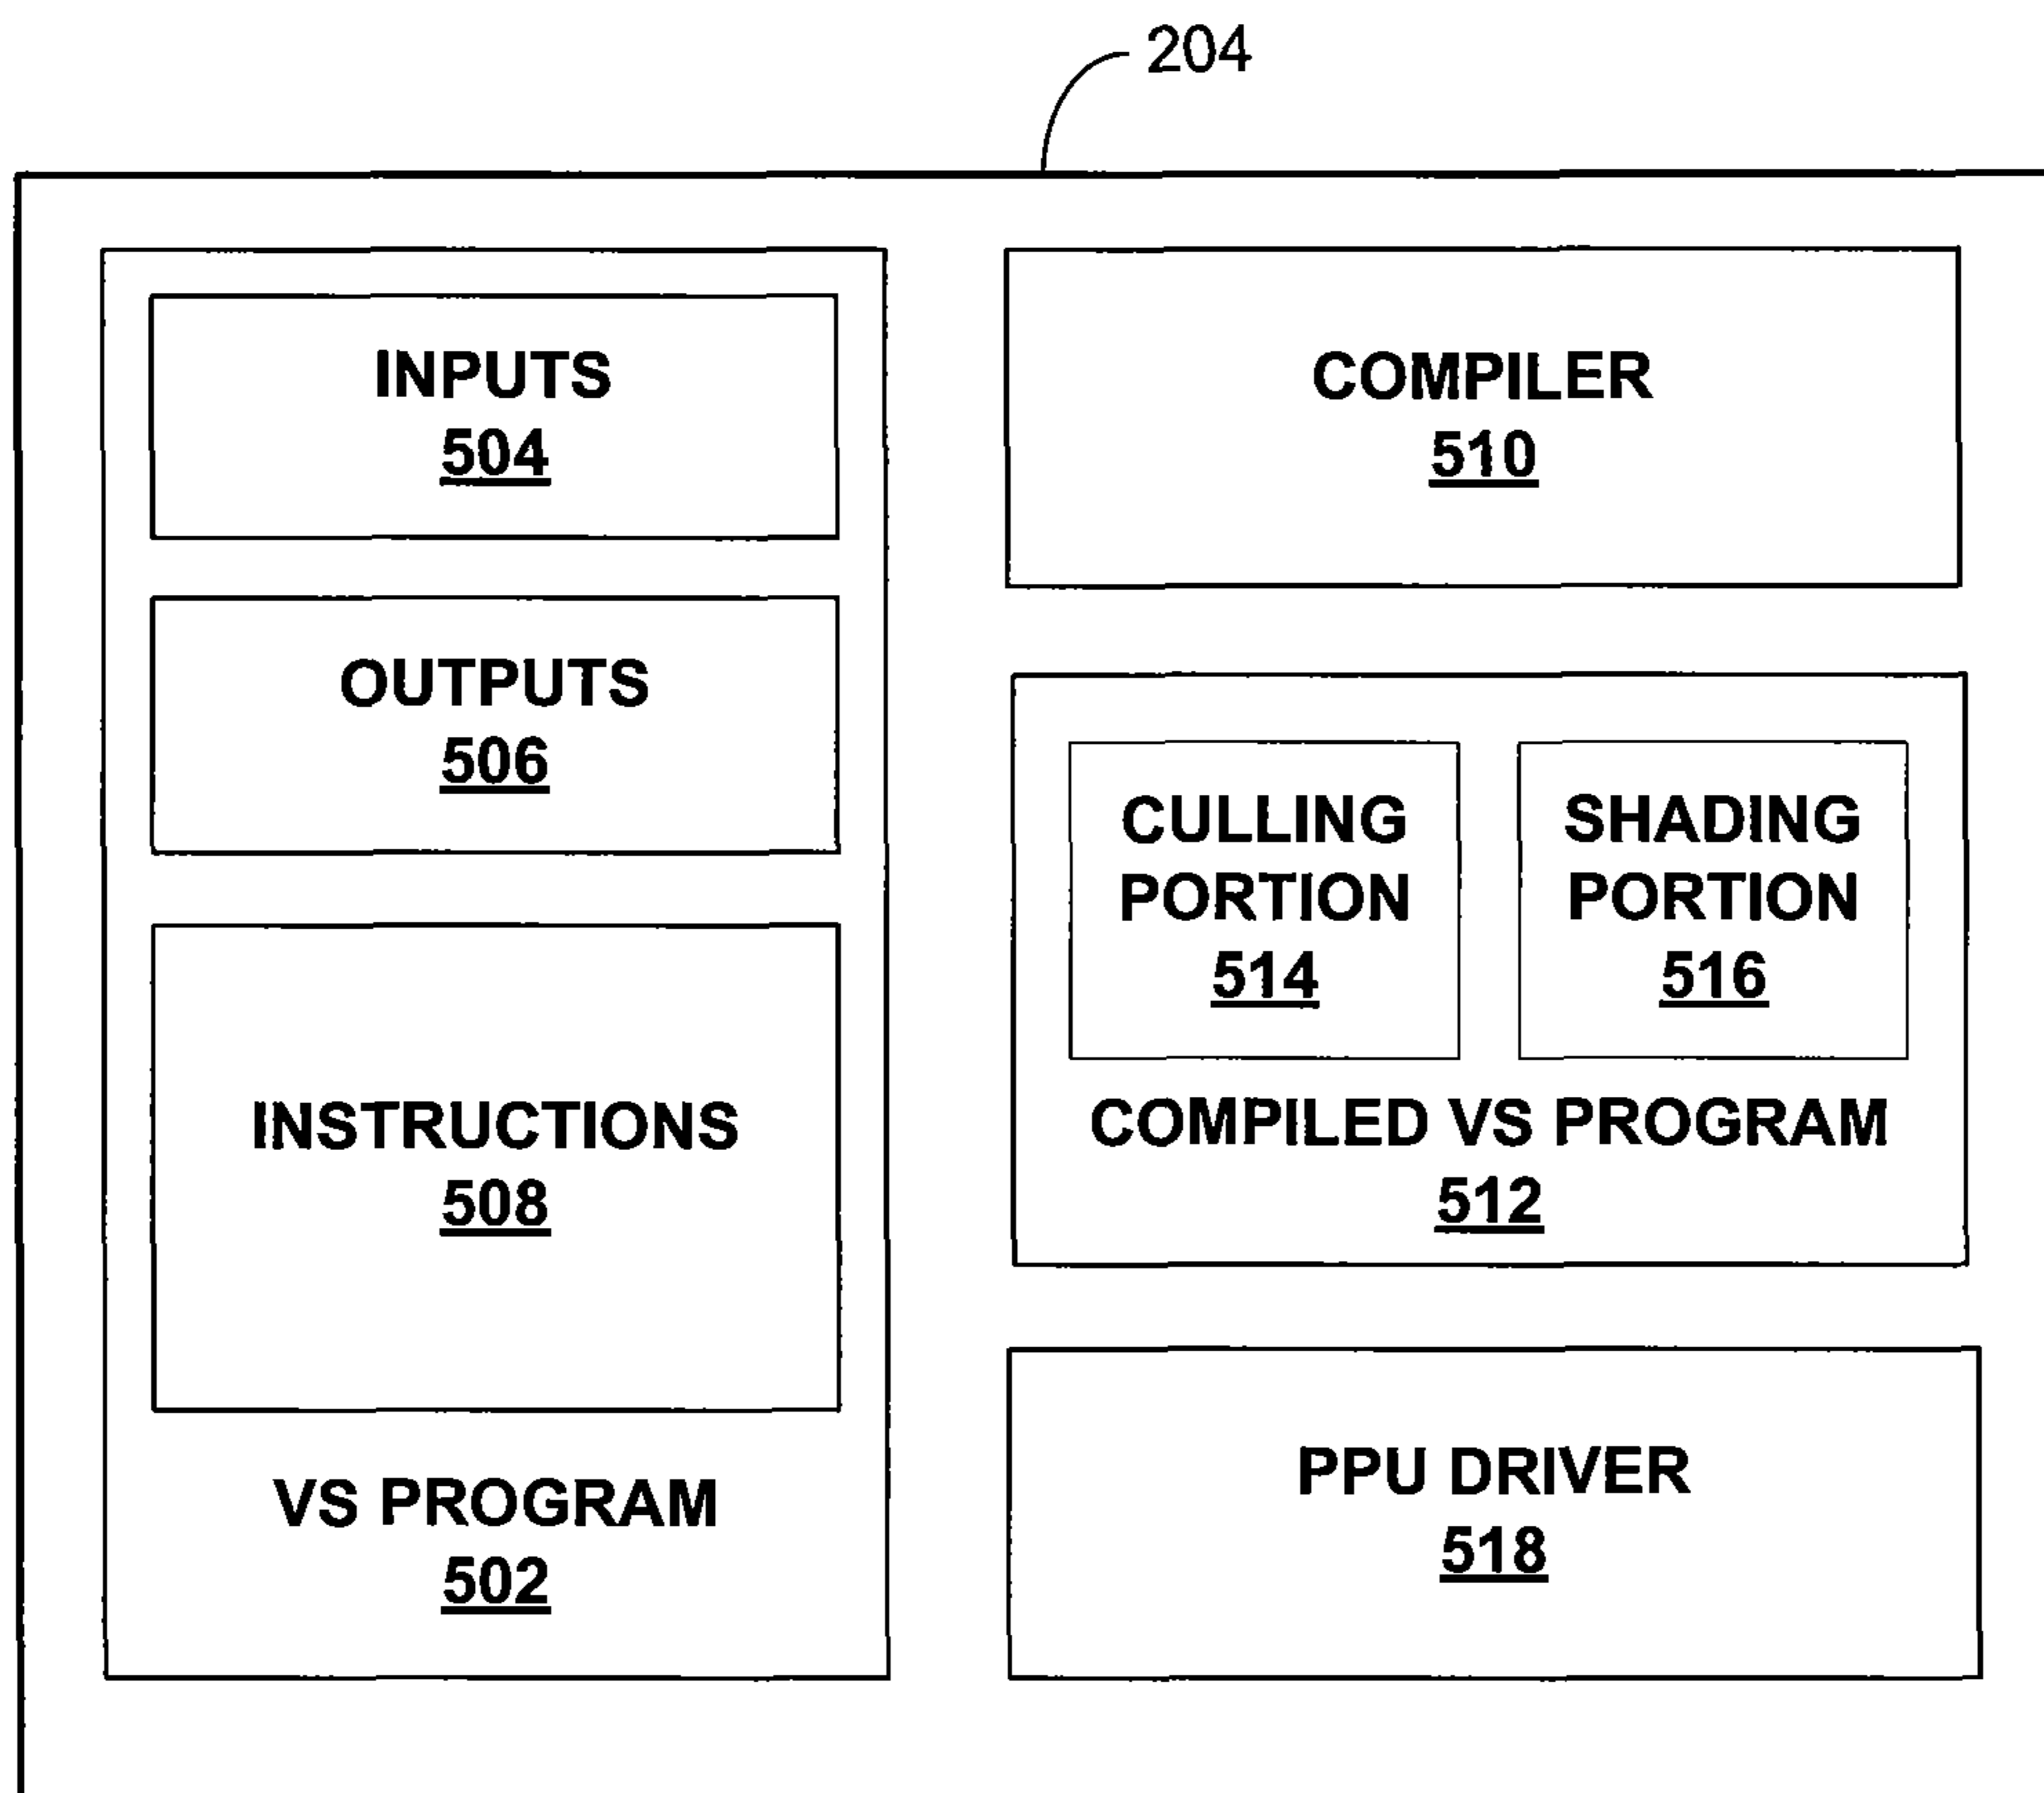 204
INPUTS
504
OUTPUTS
506
INSTRUCTIONS
508
VS PROGRAM
502
COMPILER
510
CULLING
PORTION
514
SHADING
PORTION
516
COMPILED VS PROGRAM
512
PPU DRIVER
518